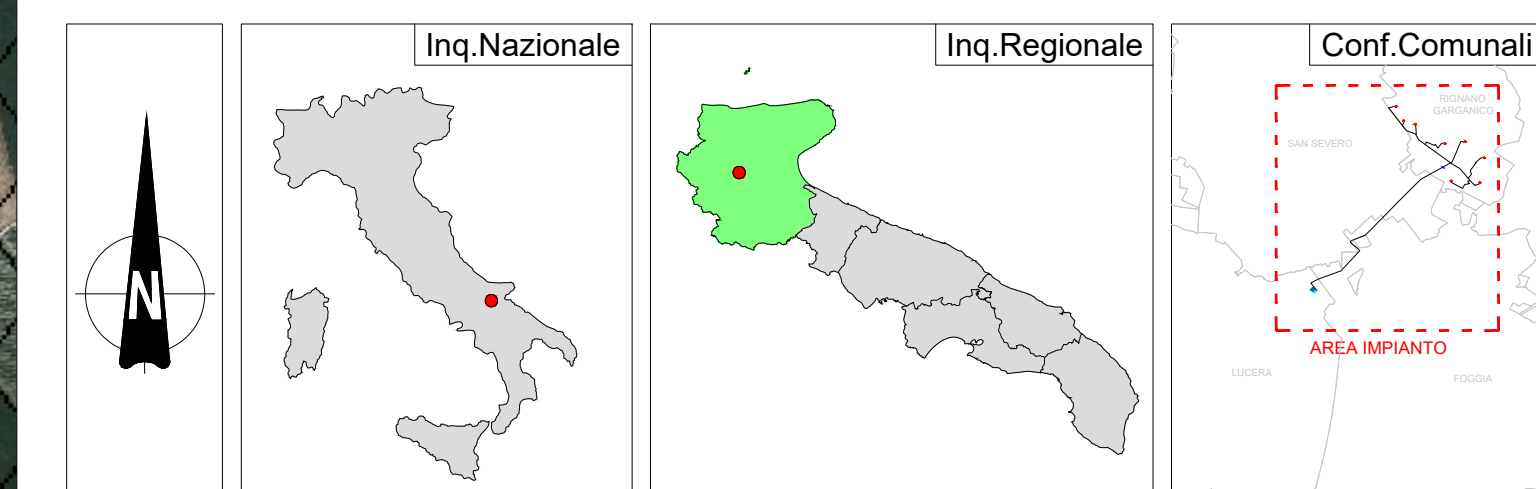 N
Inq.Nazionale
Inq.Regionale
Conf.Comunali
RIGNANO
GARGANICO
SAN SEVERO
AREA IMPIANTO
LUCERA
FOGGIA